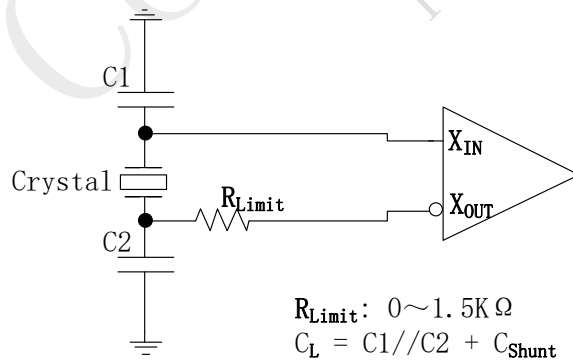 C1
X_IN
Crystal
R_Limit
X_OUT
C2
R_Limit: 0～1.5KΩ
C_L = C1//C2 + C_Shunt